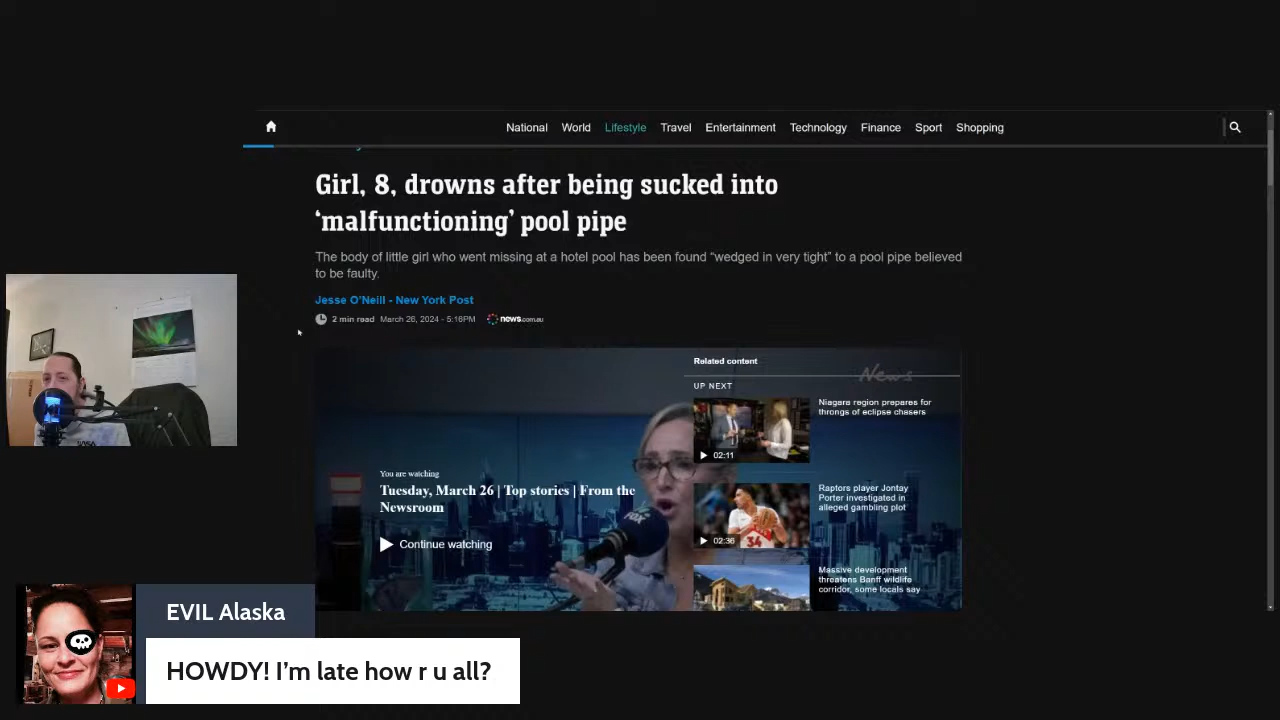 National World Lifestyle Travel Entertainment Technology Finance Sport Shopping
Girl, 8, drowns after being sucked into
‘malfunctioning’ pool pipe
The body of little girl who went missing at a hotel pool has been found “wedged in very tight” to a pool pipe believed
to be faulty.
Jesse O’Neill - New York Post
2 min read March 26, 2024 - 5:16PM news.com.au
Related content
News
UP NEXT
Niagara region prepares for
throngs of eclipse chasers
02:11
You are watching
Tuesday, March 26 | Top stories | From the
Newsroom
Continue watching
FOX
Raptors player Jontay
Porter investigated in
alleged gambling plot
34
02:36
Massive development
threatens Banff wildlife
corridor, some locals say
NASA
EVIL Alaska
HOWDY! I’m late how r u all?